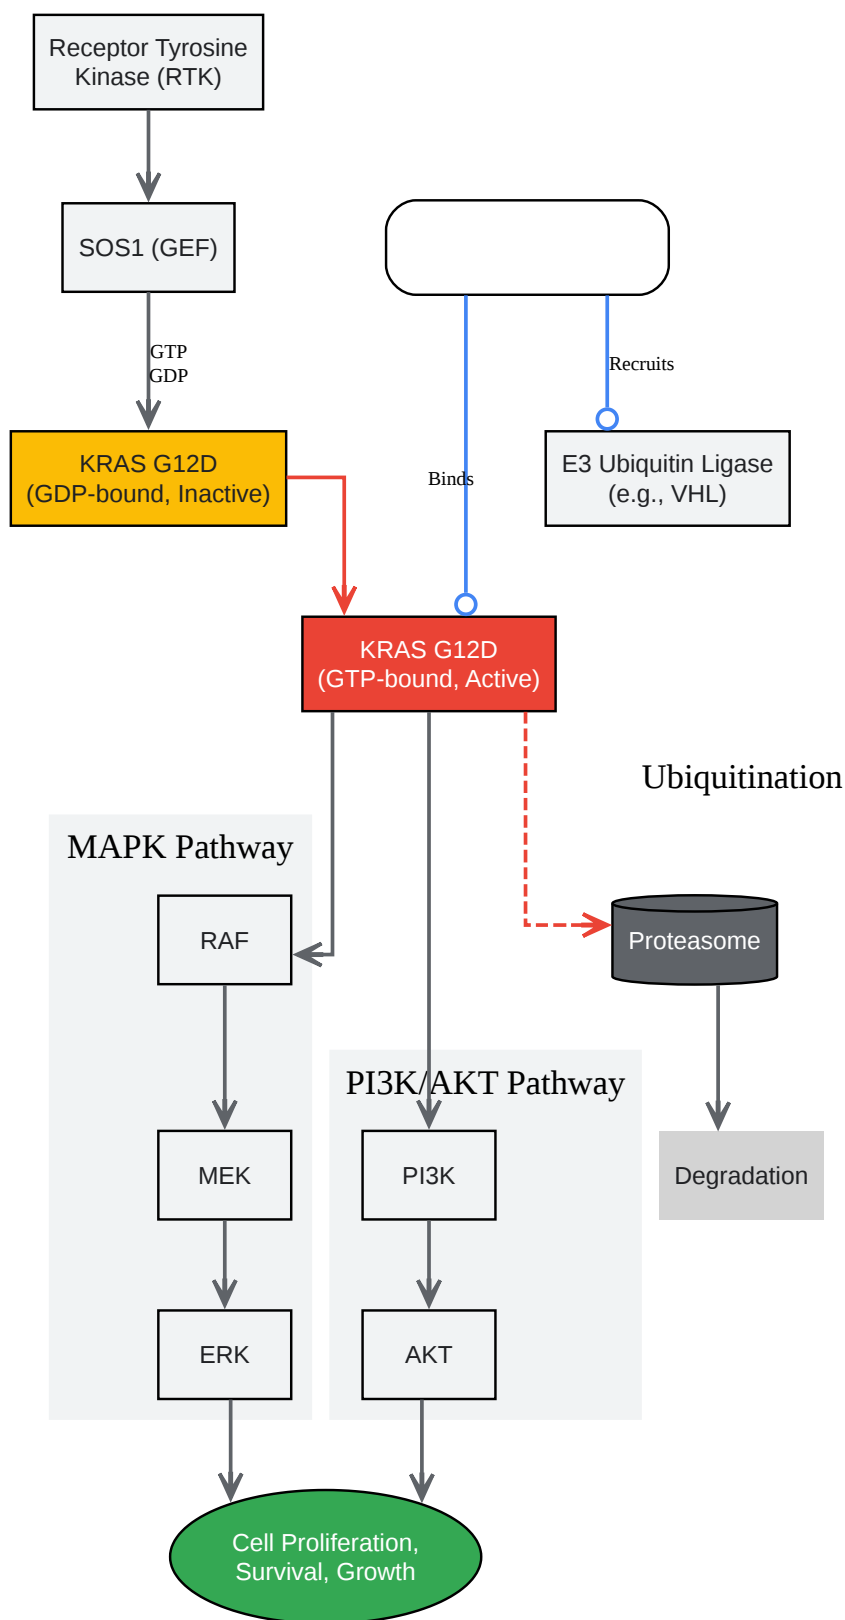 Receptor Tyrosine
Kinase (RTK)
SOS1 (GEF)
GTP
GDP
Recruits
KRAS G12D
(GDP-bound, Inactive)
E3 Ubiquitin Ligase
(e.g., VHL)
Binds
KRAS G12D
(GTP-bound, Active)
Ubiquitination
MAPK Pathway
RAF
Proteasome
PI3K/AKT Pathway
MEK
PI3K
Degradation
ERK
AKT
Cell Proliferation,
Survival, Growth